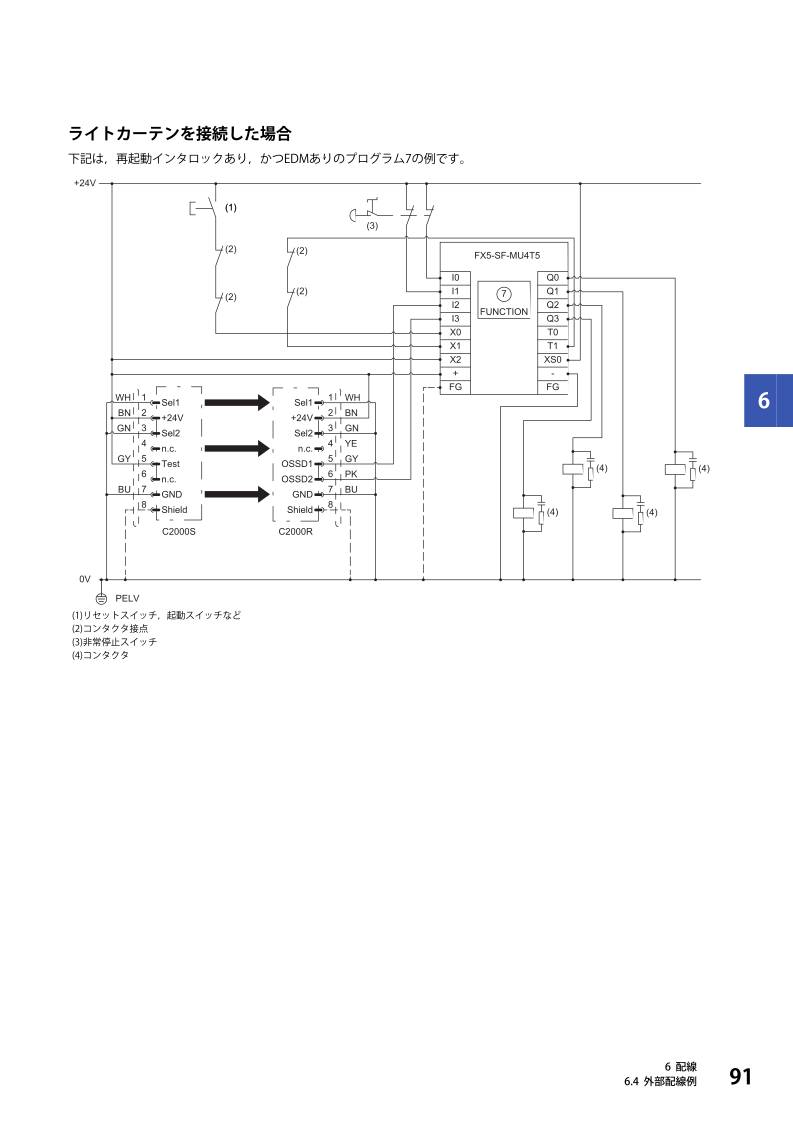 ライトカーテンを接続した場合
下記は，再起動インタロックあり，かつEDMありのプログラム7の例です。
+24V
(1)
(3)
(2) (2)
(2) (2)
FX5-SF-MU4T5
I0 Q0
I1 7 Q1
I2 FUNCTION Q2
I3 Q3
X0 T0
X1 T1
X2 XS0
+ -
FG FG
6
WH 1 Sel1 Sel1 1 WH
BN 2 +24V +24V 2 BN
GN 3 Sel2 Sel2 3 GN
4 n.c. n.c. 4 YE
GY 5 Test OSSD1 5 GY
6 n.c. OSSD2 6 PK
BU 7 GND GND 7 BU
8 Shield Shield 8
C2000S C2000R
(4) (4)
(4) (4)
0V
PELV
(1)リセットスイッチ，起動スイッチなど
(2)コンタクタ接点
(3)非常停止スイッチ
(4)コンタクタ
6 配線
6.4 外部配線例 91